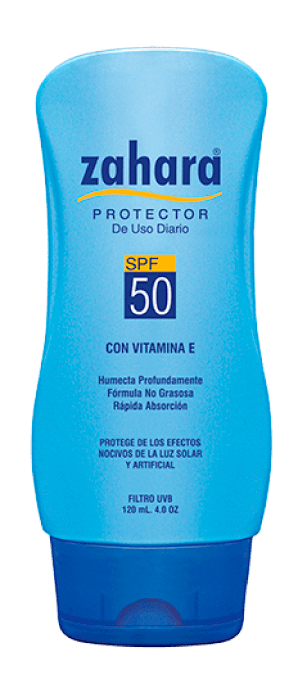 zahara®
PROTECTOR
De Uso Diario
SPF
50
CON VITAMINA E
Humecta Profundamente
Fórmula No Grasosa
Rápida Absorción
PROTEGE DE LOS EFECTOS
NOCIVOS DE LA LUZ SOLAR
Y ARTIFICIAL
FILTRO UVB
120 mL. 4.0 OZ